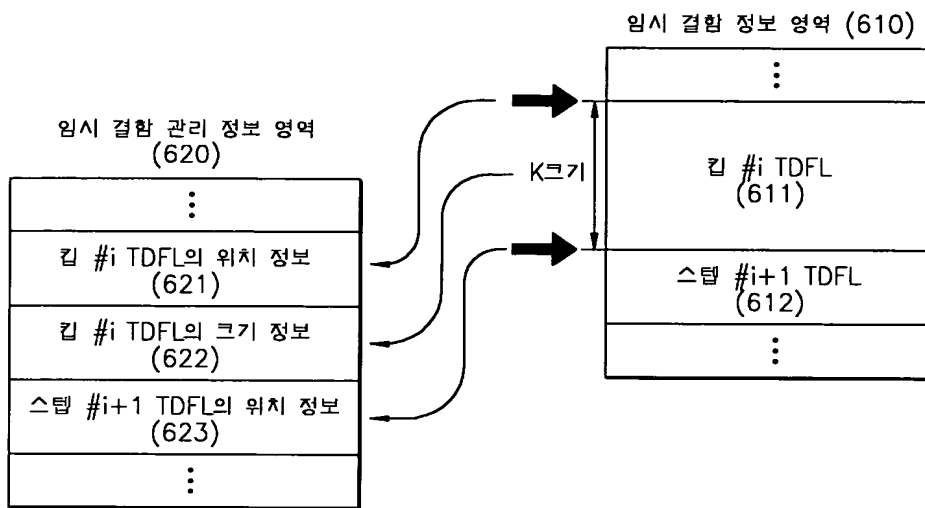 임시 결함 정보 영역 (610)
임시 결함 관리 정보 영역
(620)
⋮
킵 #i TDFL의 위치 정보
(621)
킵 #i TDFL의 크기 정보
(622)
스텝 #i+1 TDFL의 위치 정보
(623)
⋮
K크기
⋮
킵 #i TDFL
(611)
스텝 #i+1 TDFL
(612)
⋮